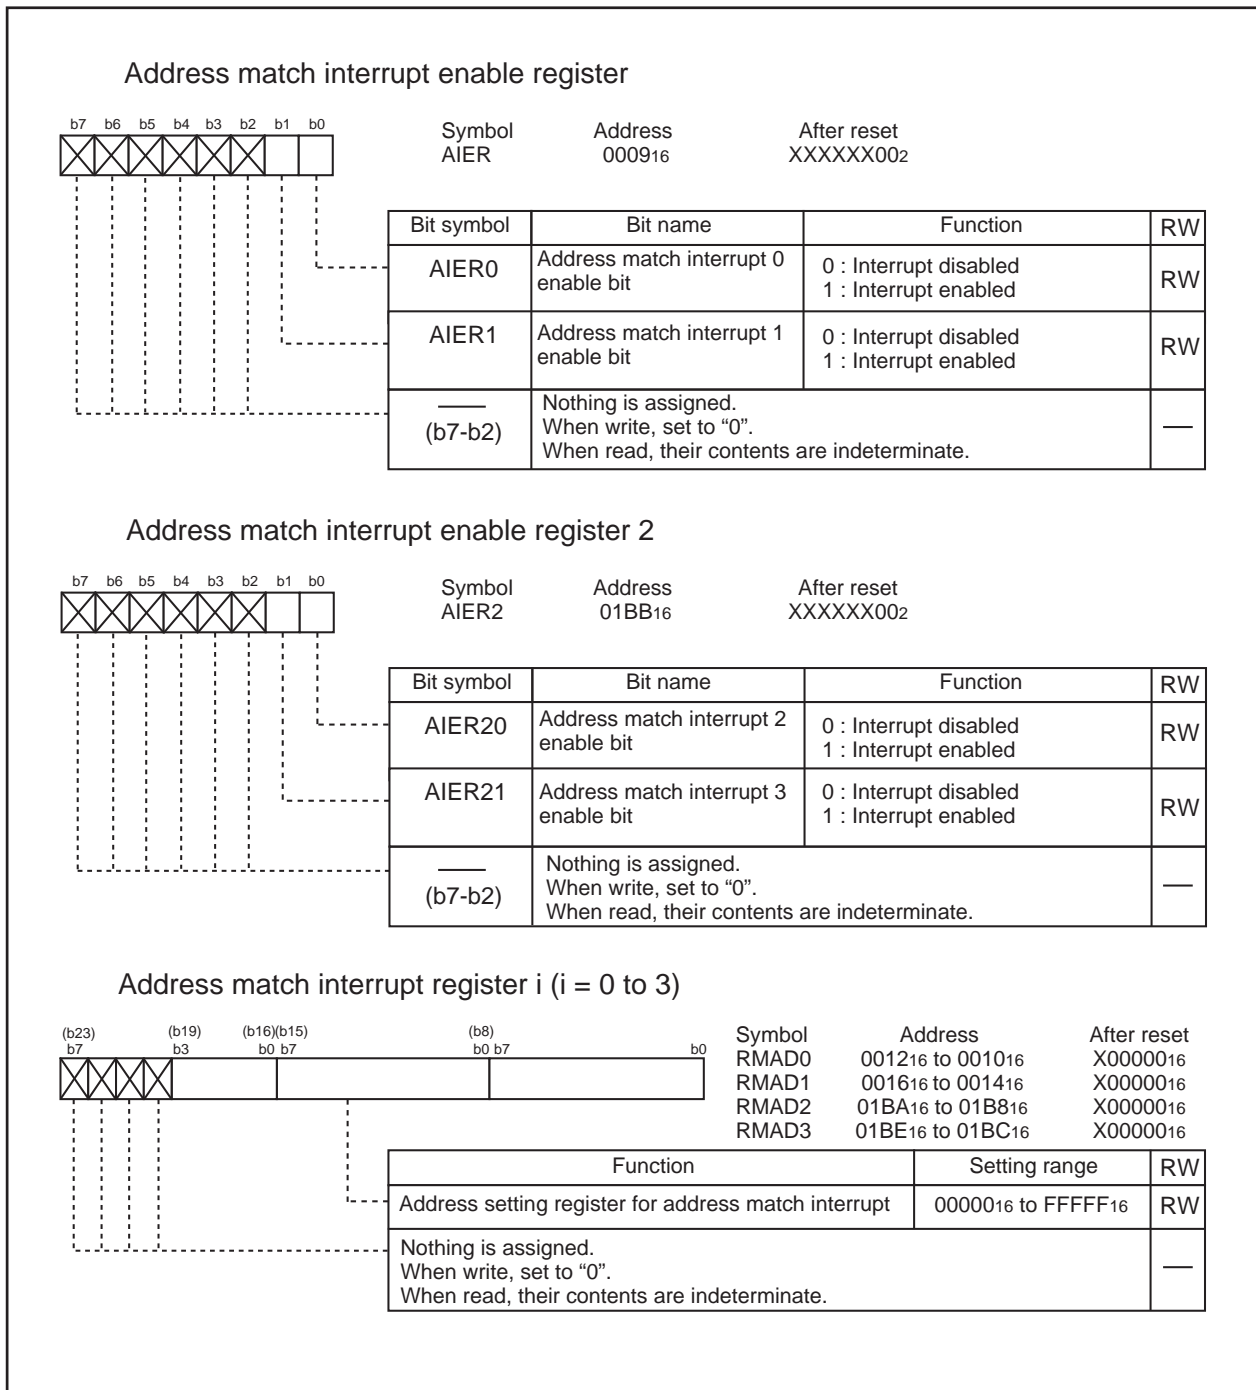 Address match interrupt enable register
b7 b6 b5 b4 b3 b2 b1 b0
Symbol Address After reset
AIER 000916 XXXXXX002
Bit symbol Bit name Function RW
AIER0 Address match interrupt 0 enable bit 0 : Interrupt disabled 1 : Interrupt enabled RW
AIER1 Address match interrupt 1 enable bit 0 : Interrupt disabled 1 : Interrupt enabled RW
—
(b7-b2)
Nothing is assigned.
When write, set to “0”.
When read, their contents are indeterminate.
—
Address match interrupt enable register 2
b7 b6 b5 b4 b3 b2 b1 b0
Symbol Address After reset
AIER2 01BB16 XXXXXX002
Bit symbol Bit name Function RW
AIER20 Address match interrupt 2 enable bit 0 : Interrupt disabled 1 : Interrupt enabled RW
AIER21 Address match interrupt 3 enable bit 0 : Interrupt disabled 1 : Interrupt enabled RW
—
(b7-b2)
Nothing is assigned.
When write, set to “0”.
When read, their contents are indeterminate.
—
Address match interrupt register i (i = 0 to 3)
(b23) (b19) (b16)(b15) (b8)
b7 b3 b0 b7 b0 b7 b0
Symbol Address After reset
RMAD0 001216 to 001016 X0000016
RMAD1 001616 to 001416 X0000016
RMAD2 01BA16 to 01B816 X0000016
RMAD3 01BE16 to 01BC16 X0000016
Function Setting range RW
Address setting register for address match interrupt 0000016 to FFFFF16 RW
Nothing is assigned.
When write, set to “0”.
When read, their contents are indeterminate.
—